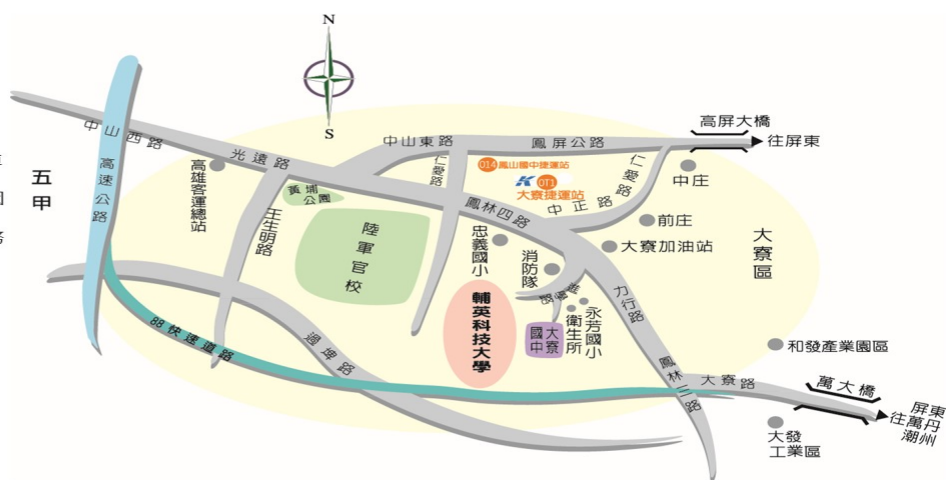 N
S
中山西路
光遠路
中山東路
鳳屏公路
高屏大橋
往屏東
高速公路
五甲
高雄客運總站
黃埔
公園
王生明路
仁愛路
O14 鳳山國中捷運站
OT1
大寮捷運站
仁愛路
中庄
中正路
前庄
鳳林四路
大寮加油站
大寮區
陸軍官校
忠義國小
消防隊
輔英科技大學
永芳國小
衛生所
大寮
國中
力行路
88快速道路
過埤路
和發產業園區
鳳林三路
大寮路
萬大橋
屏東
往萬丹
潮州
大發
工業區